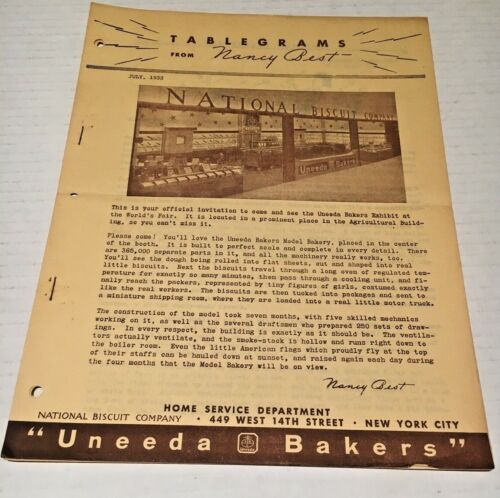 TABLEGRAMS
FROM Nancy Best
JULY, 1933
NATIONAL BISCUIT COMPANY
Uneeda Bakers
This is your official invitation to come and see the Uneeda Bakers Exhibit at
the World's Fair. It is located in a prominent place in the Agricultural Build-
ing, so you can't miss it.
Please come! You'll love the Uneeda Bakers Model Bakery, placed in the center
of the booth. It is built to perfect scale and complete in every detail. There
are 365,000 separate parts in it, and all the machinery really works, too.
You'll see the dough being rolled into flat sheets, cut and shaped into real
little biscuits. Next the biscuits travel through a long oven of regulated tem-
perature for exactly so many minutes, then pass through a cooling unit, and fi-
nally reach the packers, represented by tiny figures of girls, costumed exactly
like the real workers. The biscuits are then tucked into packages and sent to
a miniature shipping room, where they are loaded into a real little motor truck.
The construction of the model took seven months, with five skilled mechanics
working on it, as well as the several draftsmen who prepared 250 sets of draw-
ings. In every respect, the building is exactly as it should be. The ventila-
tors actually ventilate, and the smoke-stack is hollow and runs right down to
the boiler room. Even the little American flags which proudly fly at the top
of their staffs can be hauled down at sunset, and raised again each day during
the four months that the Model Bakery will be on view.
Nancy Best
HOME SERVICE DEPARTMENT
NATIONAL BISCUIT COMPANY • 449 WEST 14TH STREET • NEW YORK CITY
"Uneeda Bakers"